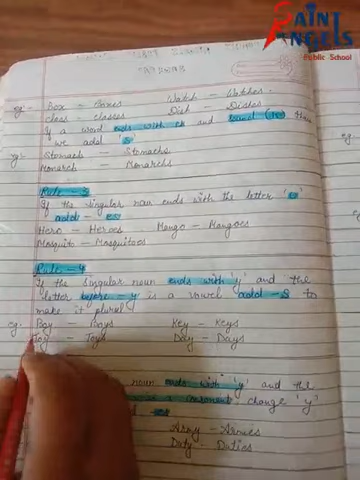 SAINT ANGELS
Public School
eg:- Box - Boxes Watch - Watches.
class - classes Dish - Dishes
If a word ends with ch and sound (k) then
we add 's'
eg:- Stomach - Stomachs
Monarch - Monarchs
Rule - 3
If the singular noun ends with the letter 'o'
add - es
Hero - Heroes Mango - Mangoes
Mosquito - Mosquitoes
Rule - 4
If the singular noun ends with 'y' and the
letter before - y is a vowel add - S to
make it plural
eg:- Boy - Boys Key - Keys
Toy - Toys Day - Days
noun ends with 'y' and the
is a consonant change 'y'
Army - Armies
Duty - Duties